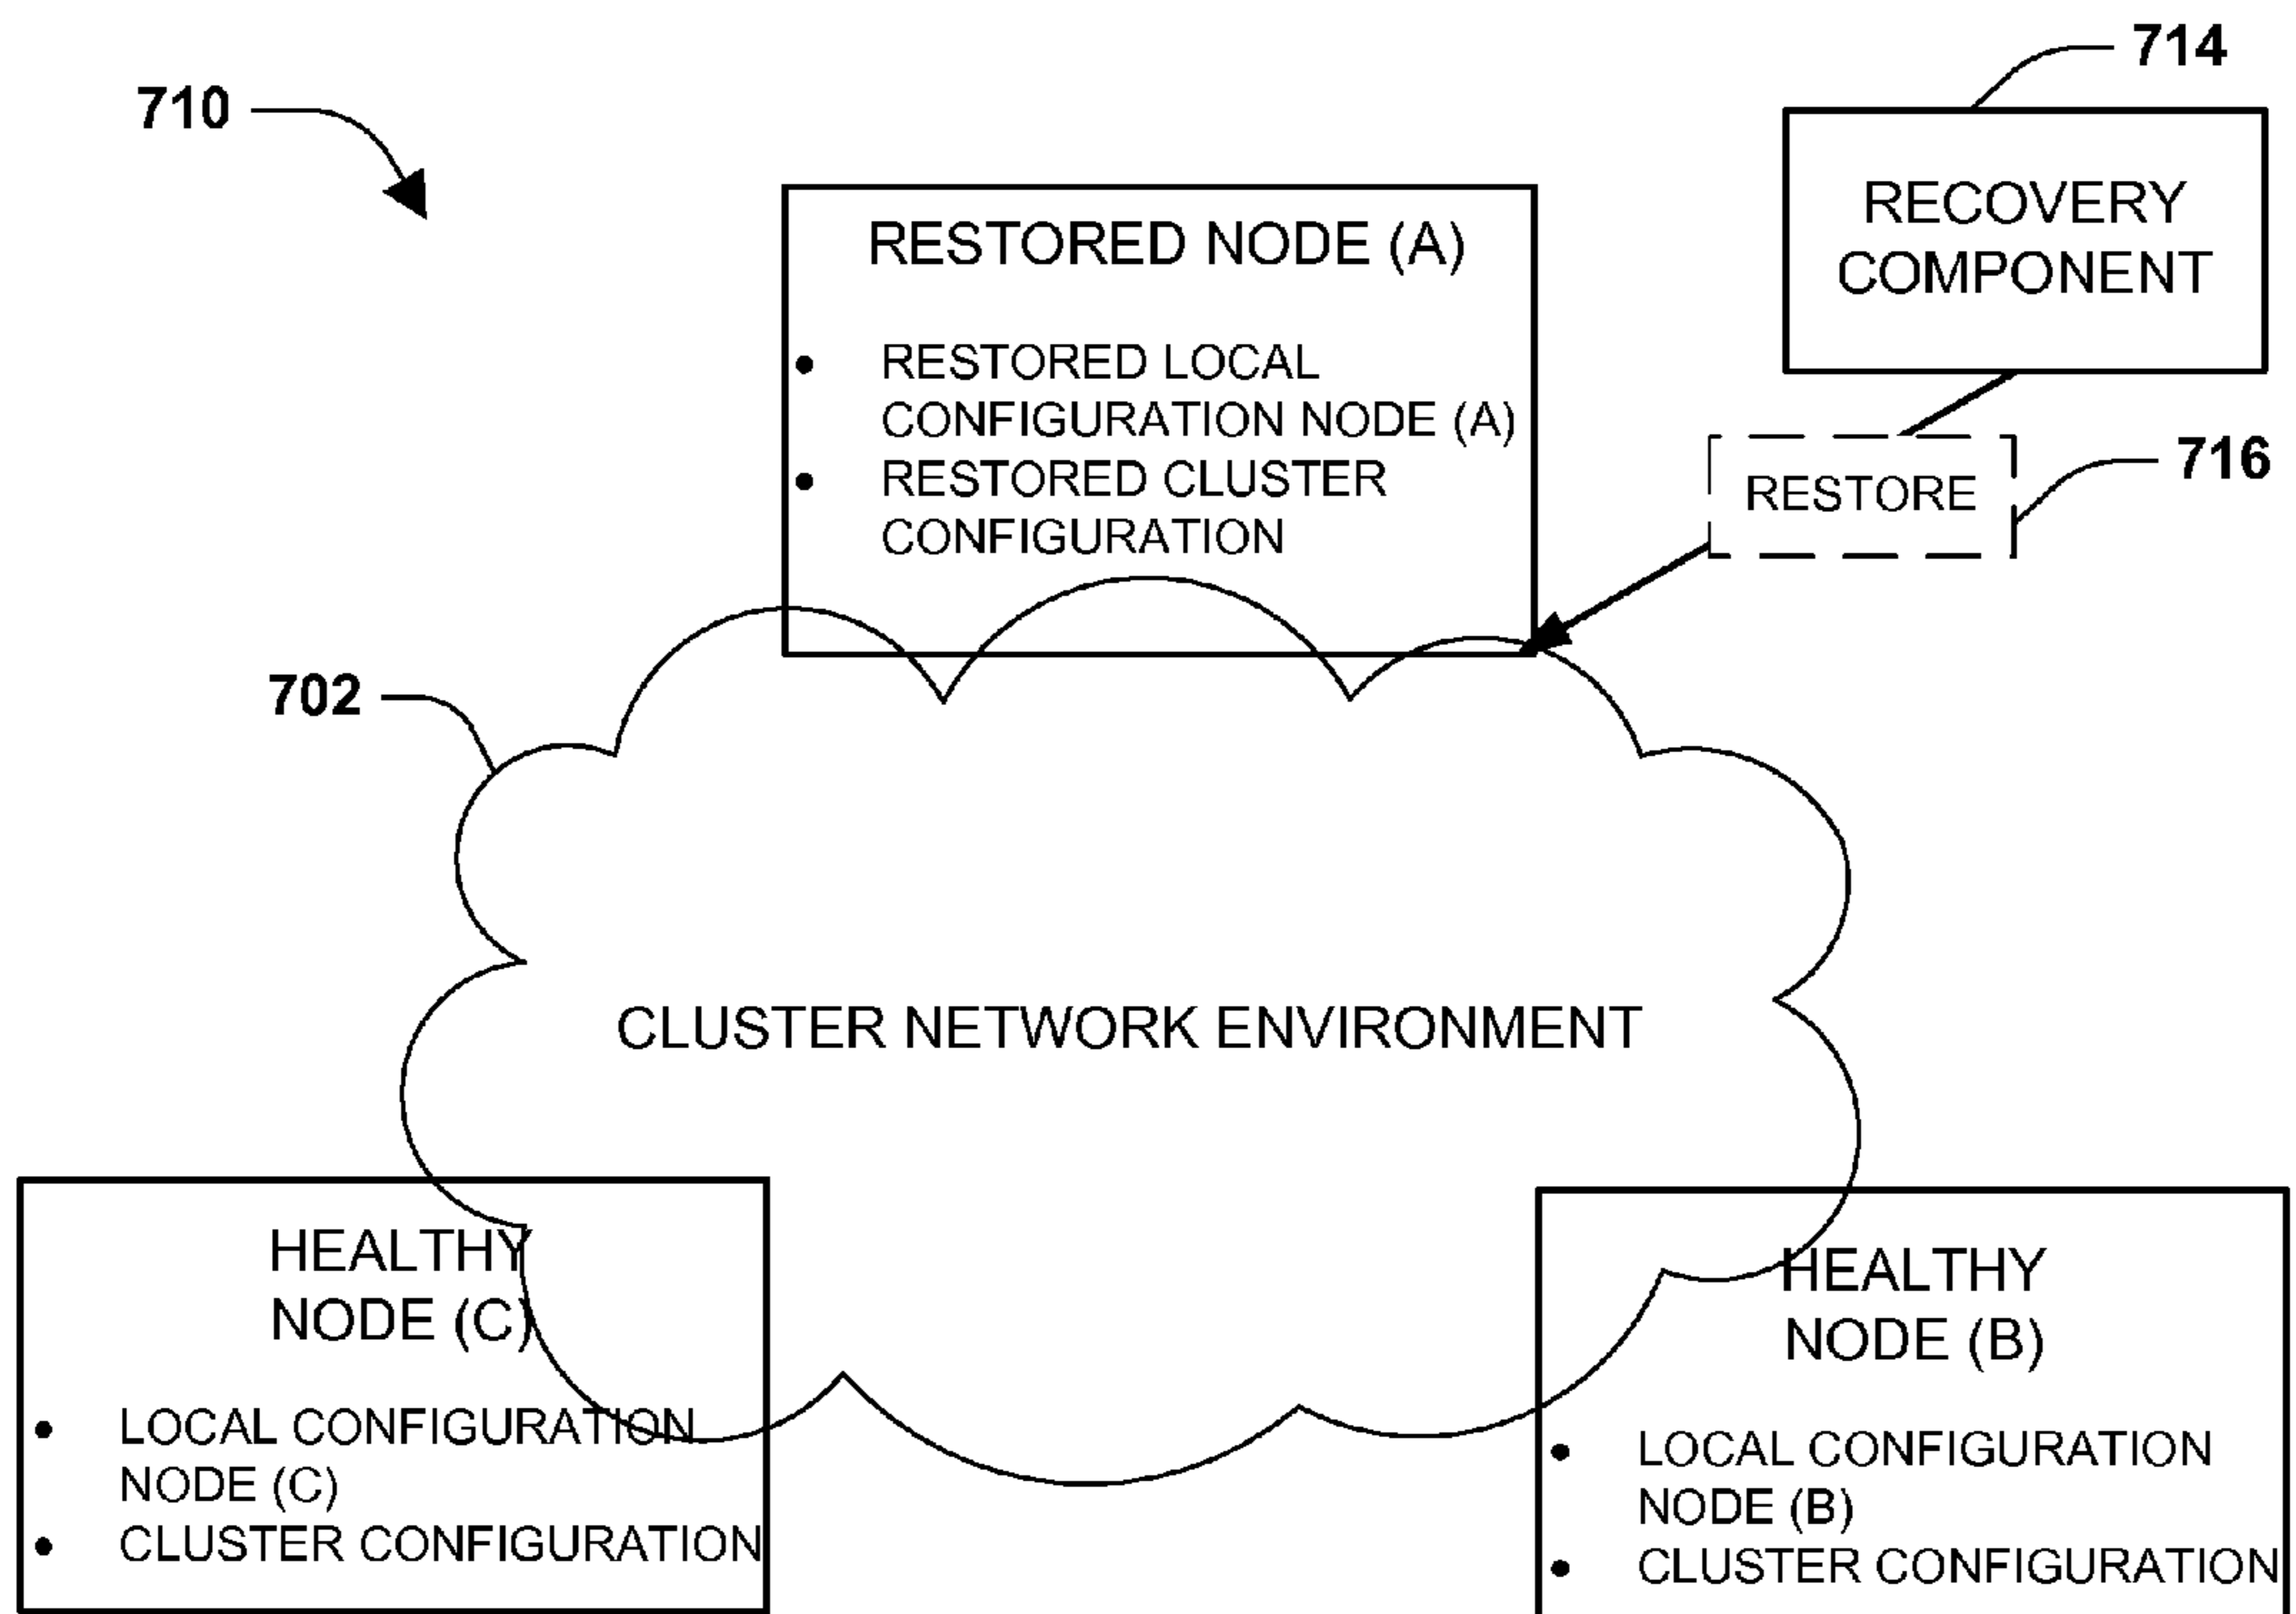 714
710
RECOVERY
COMPONENT
RESTORED NODE (A)
• RESTORED LOCAL
CONFIGURATION NODE (A)
• RESTORED CLUSTER
CONFIGURATION
RESTORE
716
702
CLUSTER NETWORK ENVIRONMENT
HEALTHY
NODE (C)
• LOCAL CONFIGURATION
NODE (C)
• CLUSTER CONFIGURATION
HEALTHY
NODE (B)
• LOCAL CONFIGURATION
NODE (B)
• CLUSTER CONFIGURATION